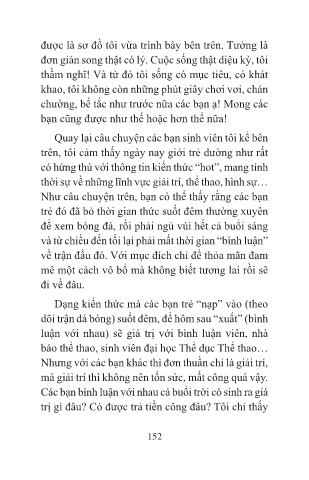 được là sơ đồ tôi vừa trình bày bên trên. Tưởng là
đơn giản song thật có lý. Cuộc sống thật diệu kỳ, tôi
thầm nghĩ! Và từ đó tôi sống có mục tiêu, có khát
khao, tôi không còn những phút giây chơi vơi, chán
chường, bế tắc như trước nữa các bạn ạ! Mong các
bạn cũng được như thế hoặc hơn thế nữa!
Quay lại câu chuyện các bạn sinh viên tôi kể bên
trên, tôi cảm thấy ngày nay giới trẻ dường như rất
có hứng thú với thông tin kiến thức “hot”, mang tính
thời sự về những lĩnh vực giải trí, thể thao, hình sự…
Như câu chuyện trên, bạn có thể thấy rằng các bạn
trẻ đó đã bỏ thời gian thức suốt đêm thường xuyên
để xem bóng đá, rồi phải ngủ vùi hết cả buổi sáng
và từ chiều đến tối lại phải mất thời gian “bình luận”
về trận đấu đó. Với mục đích chỉ để thỏa mãn đam
mê một cách vô bổ mà không biết tương lai rồi sẽ
đi về đâu.
Dạng kiến thức mà các bạn trẻ “nạp” vào (theo
dõi trận đá bóng) suốt đêm, để hôm sau “xuất” (bình
luận với nhau) sẽ giá trị với bình luận viên, nhà
báo thể thao, sinh viên đại học Thể dục Thể thao…
Nhưng với các bạn khác thì đơn thuần chỉ là giải trí,
mà giải trí thì không nên tốn sức, mất công quá vậy.
Các bạn bình luận với nhau cả buổi trời có sinh ra giá
trị gì đâu? Có được trả tiền công đâu? Tôi chỉ thấy
152